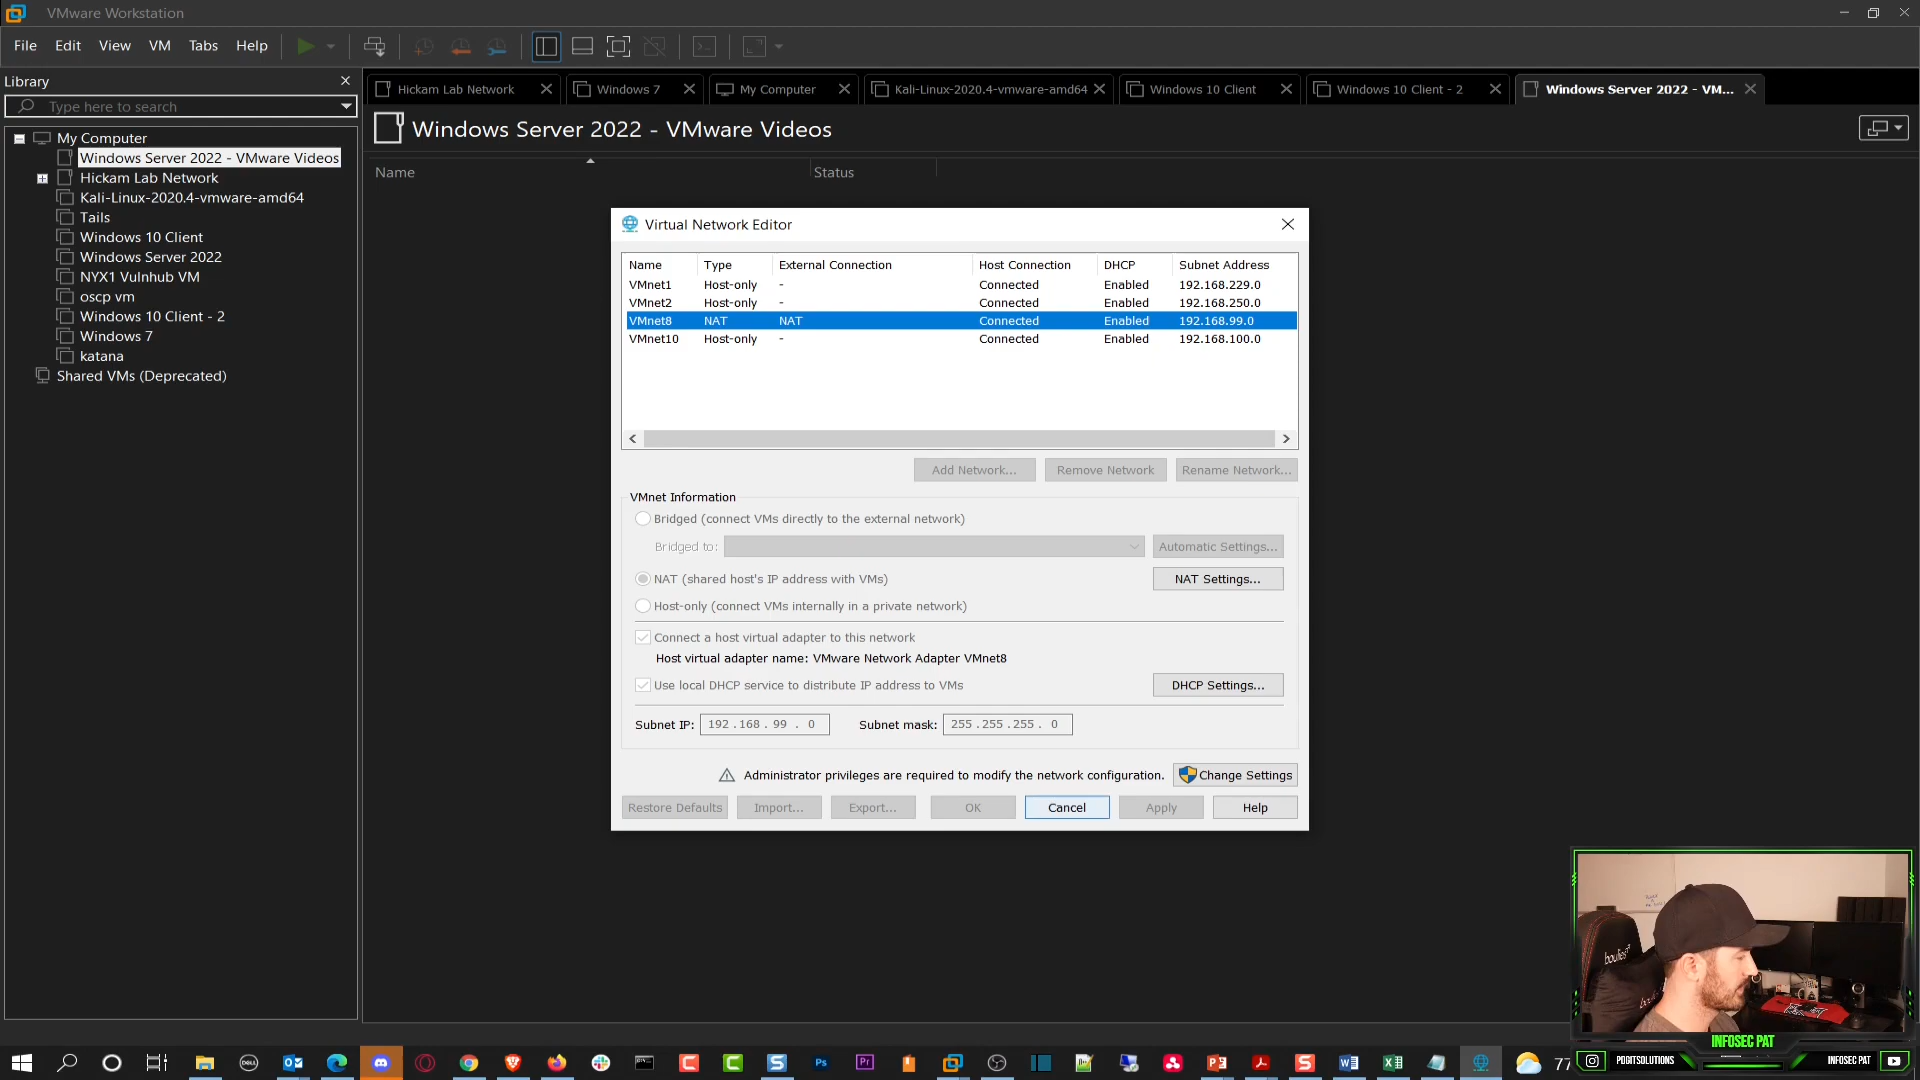 VMware Workstation
File Edit View VM Tabs Help
Library
Type here to search
My Computer
Windows Server 2022 - VMware Videos
Hickam Lab Network
Kali-Linux-2020.4-vmware-amd64
Tails
Windows 10 Client
Windows Server 2022
NYX1 Vulnhub VM
oscp vm
Windows 10 Client - 2
Windows 7
katana
Shared VMs (Deprecated)
Hickam Lab Network Windows 7 My Computer Kali-Linux-2020.4-vmware-amd64 Windows 10 Client Windows 10 Client - 2 Windows Server 2022 - VM...
Windows Server 2022 - VMware Videos
Name Status
Virtual Network Editor
Name Type External Connection Host Connection DHCP Subnet Address
VMnet1 Host-only - Connected Enabled 192.168.229.0
VMnet2 Host-only - Connected Enabled 192.168.250.0
VMnet8 NAT NAT Connected Enabled 192.168.99.0
VMnet10 Host-only - Connected Enabled 192.168.100.0
Add Network... Remove Network Rename Network...
VMnet Information
Bridged (connect VMs directly to the external network)
Bridged to: Automatic Settings...
NAT (shared host's IP address with VMs) NAT Settings...
Host-only (connect VMs internally in a private network)
Connect a host virtual adapter to this network
Host virtual adapter name: VMware Network Adapter VMnet8
Use local DHCP service to distribute IP address to VMs DHCP Settings...
Subnet IP: 192 . 168 . 99 . 0 Subnet mask: 255 . 255 . 255 . 0
Administrator privileges are required to modify the network configuration. Change Settings
Restore Defaults Import... Export... OK Cancel Apply Help
INFOSEC PAT
PGDITSOLUTIONS INFOSEC PAT
DELL
Ps
Pr
77